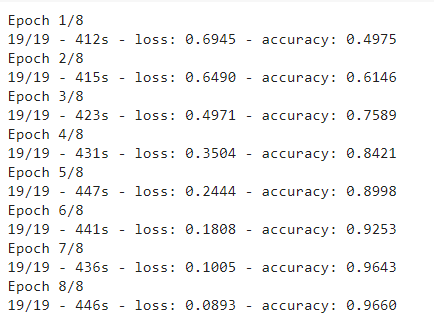 Epoch 1/8
19/19 - 412s - loss: 0.6945 - accuracy: 0.4975
Epoch 2/8
19/19 - 415s - loss: 0.6490 - accuracy: 0.6146
Epoch 3/8
19/19 - 423s - loss: 0.4971 - accuracy: 0.7589
Epoch 4/8
19/19 - 431s - loss: 0.3504 - accuracy: 0.8421
Epoch 5/8
19/19 - 447s - loss: 0.2444 - accuracy: 0.8998
Epoch 6/8
19/19 - 441s - loss: 0.1808 - accuracy: 0.9253
Epoch 7/8
19/19 - 436s - loss: 0.1005 - accuracy: 0.9643
Epoch 8/8
19/19 - 446s - loss: 0.0893 - accuracy: 0.9660